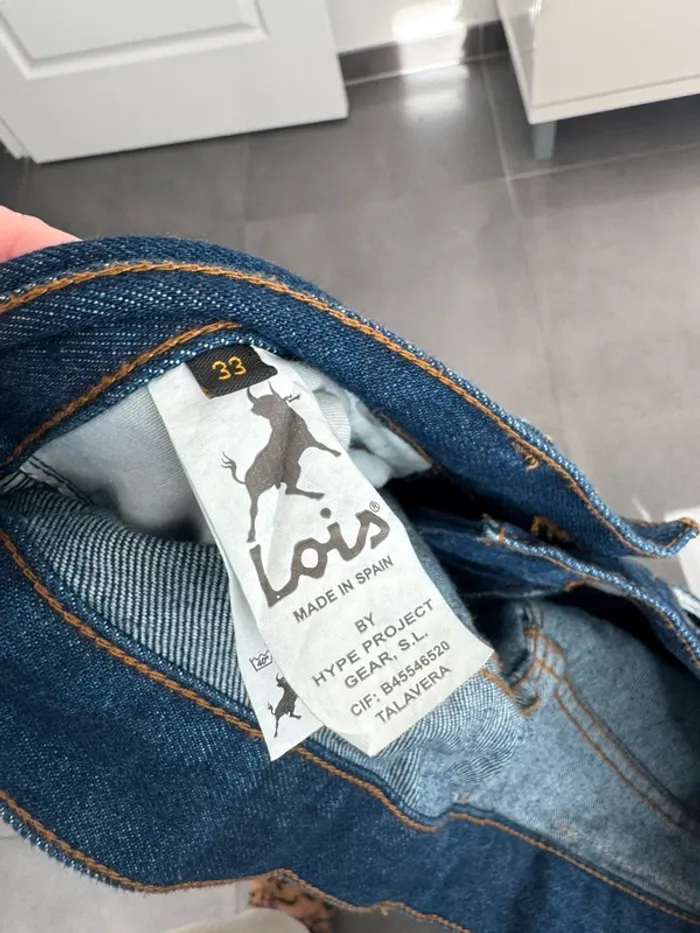 33
Lois®
MADE IN SPAIN
BY
HYPE PROJECT
GEAR, S.L.
CIF: B45546520
TALAVERA